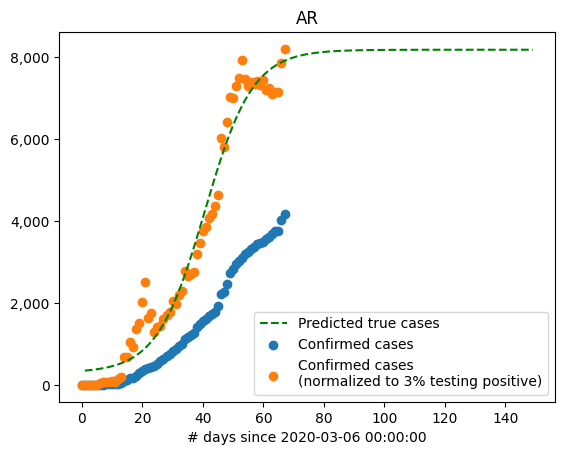 AR
8,000
6,000
4,000
2,000
0
0 20 40 60 80 100 120 140
# days since 2020-03-06 00:00:00
Predicted true cases
Confirmed cases
Confirmed cases
(normalized to 3% testing positive)